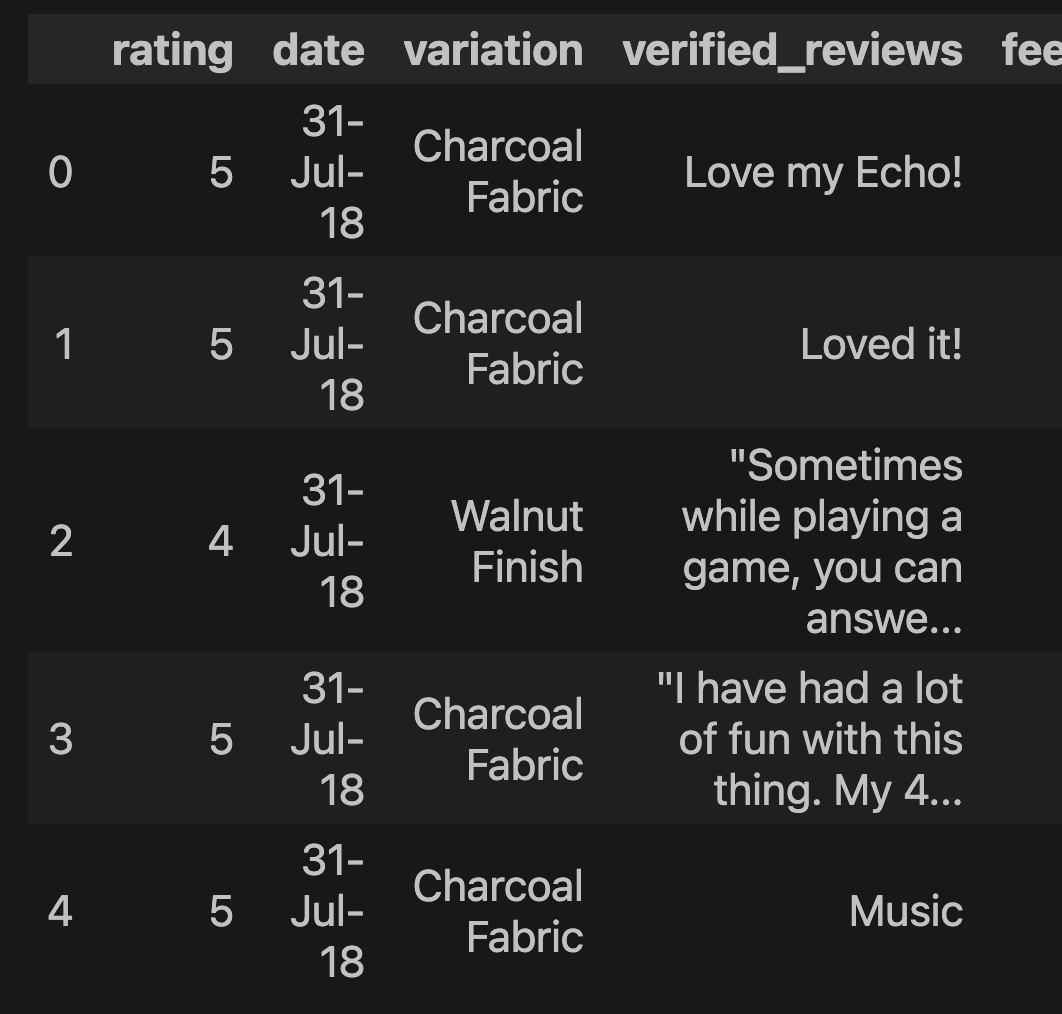 rating date variation verified_reviews fee
0 5 31-Jul-18 Charcoal Fabric Love my Echo!
1 5 31-Jul-18 Charcoal Fabric Loved it!
2 4 31-Jul-18 Walnut Finish "Sometimes while playing a game, you can answe...
3 5 31-Jul-18 Charcoal Fabric "I have had a lot of fun with this thing. My 4...
4 5 31-Jul-18 Charcoal Fabric Music